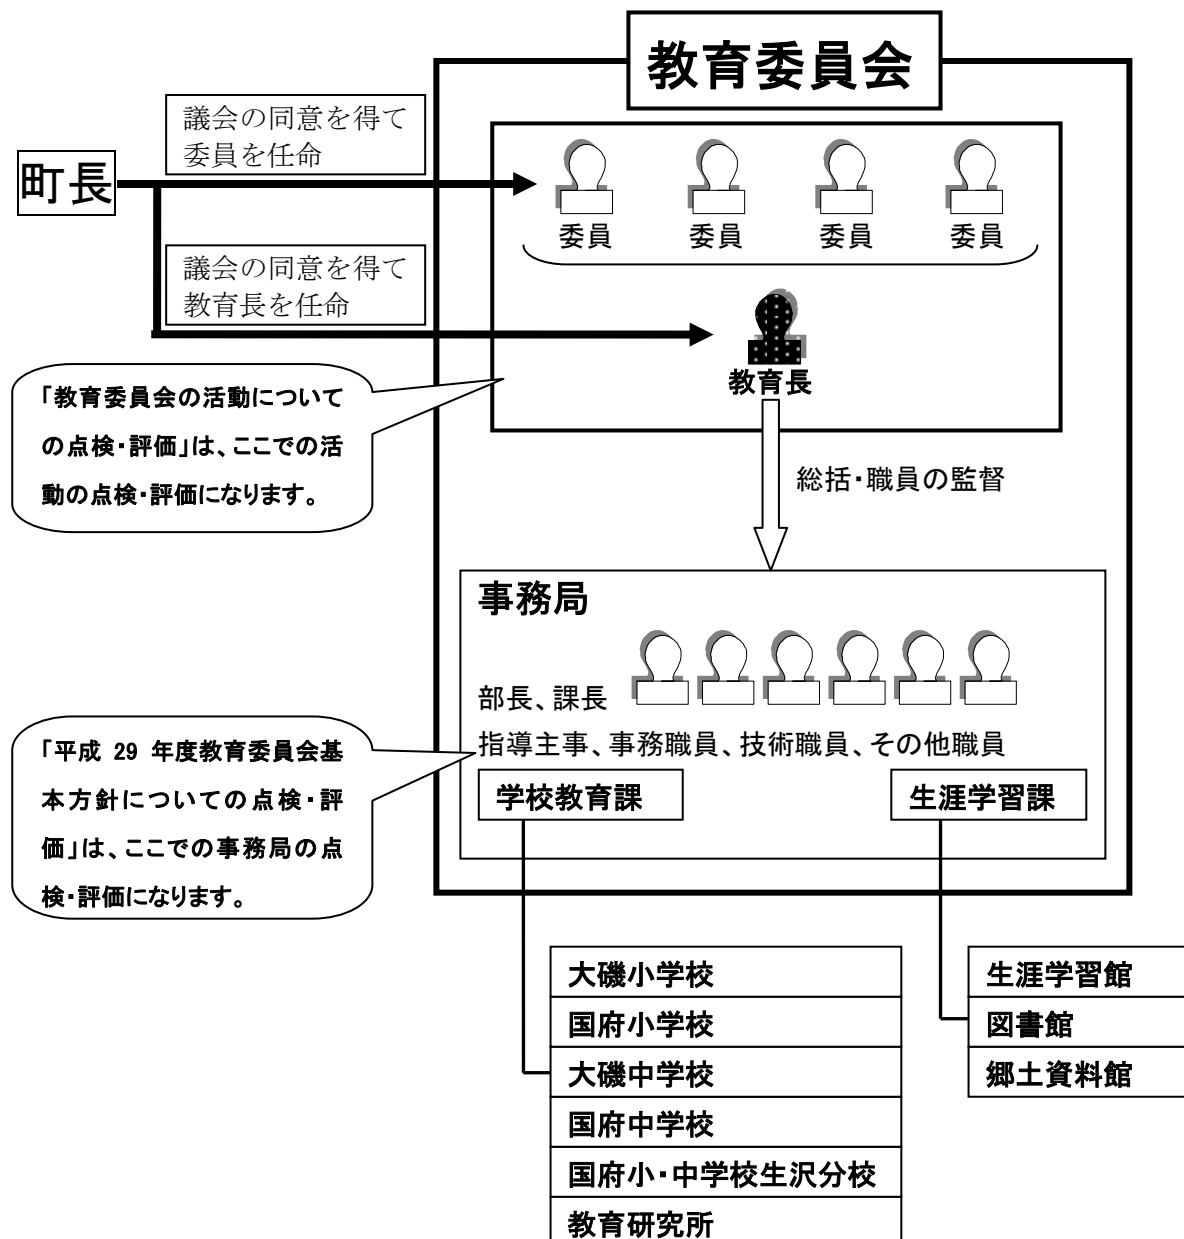 教育委員会
議会の同意を得て
委員を任命
町長
委員 委員 委員 委員
議会の同意を得て
教育長を任命
教育長
「教育委員会の活動について
の点検・評価」は、ここでの活
動の点検・評価になります。
総括・職員の監督
事務局
部長、課長
指導主事、事務職員、技術職員、その他職員
「平成 29 年度教育委員会基
本方針についての点検・評
価」は、ここでの事務局の点
検・評価になります。
学校教育課
生涯学習課
大磯小学校
国府小学校
大磯中学校
国府中学校
国府小・中学校生沢分校
教育研究所
生涯学習館
図書館
郷土資料館